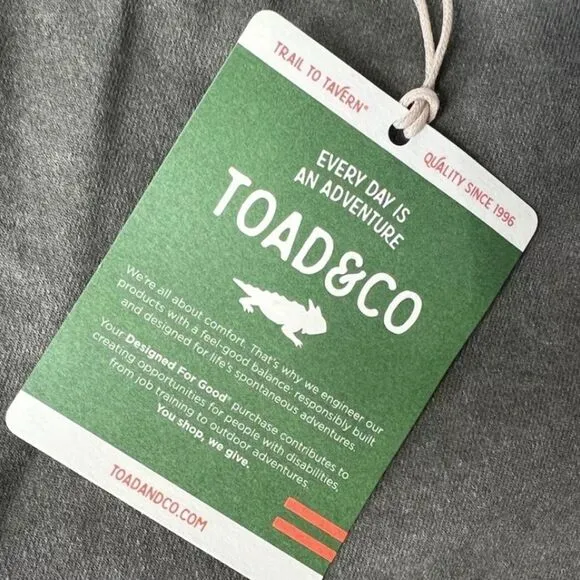 TRAIL TO TAVERN®
QUALITY SINCE 1996
EVERY DAY IS
AN ADVENTURE
TOAD&CO
We're all about comfort. That's why we engineer our
products with a feel-good balance: responsibly built
and designed for life's spontaneous adventures.
Your Designed For Good® purchase contributes to
creating opportunities for people with disabilities,
from job training to outdoor adventures.
You shop, we give.
TOADANDCO.COM